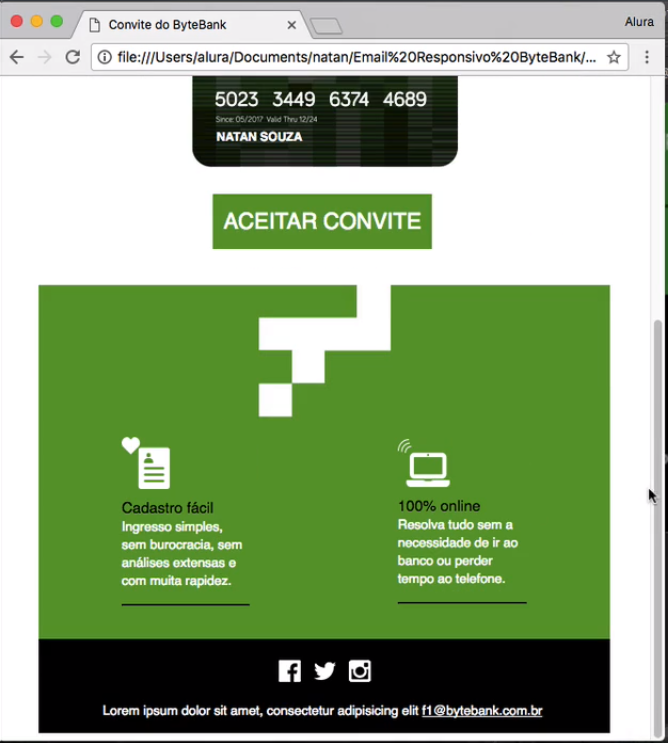 Convite do ByteBank
Alura
file:///Users/alura/Documents/natan/Email%20Responsivo%20ByteBank/...
5023 3449 6374 4689
Since 05/2017 Valid Thru 12/24
NATAN SOUZA
ACEITAR CONVITE
Cadastro fácil
Ingresso simples,
sem burocracia, sem
análises extensas e
com muita rapidez.
100% online
Resolva tudo sem a
necessidade de ir ao
banco ou perder
tempo ao telefone.
Lorem ipsum dolor sit amet, consectetur adipisicing elit f1@bytebank.com.br